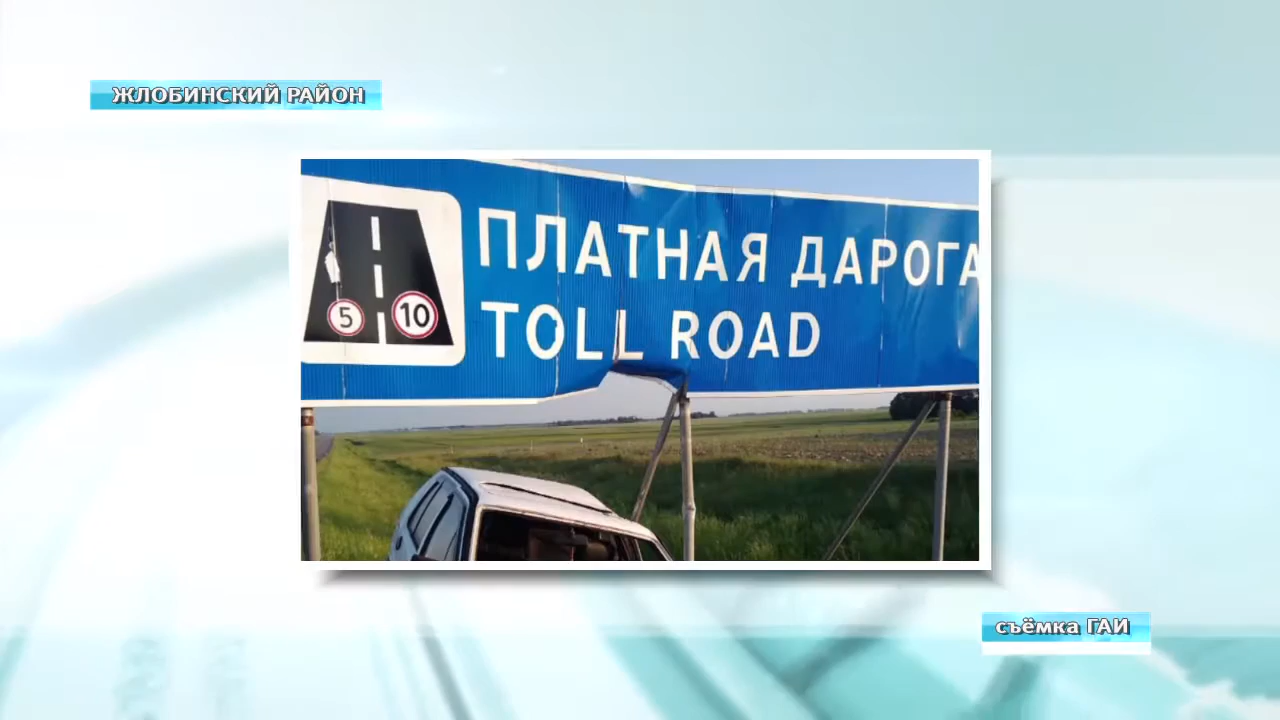 ЖЛОБИНСКИЙ РАЙОН
ПЛАТНАЯ ДАРОГА
TOLL ROAD
5
10
съёмка ГАИ